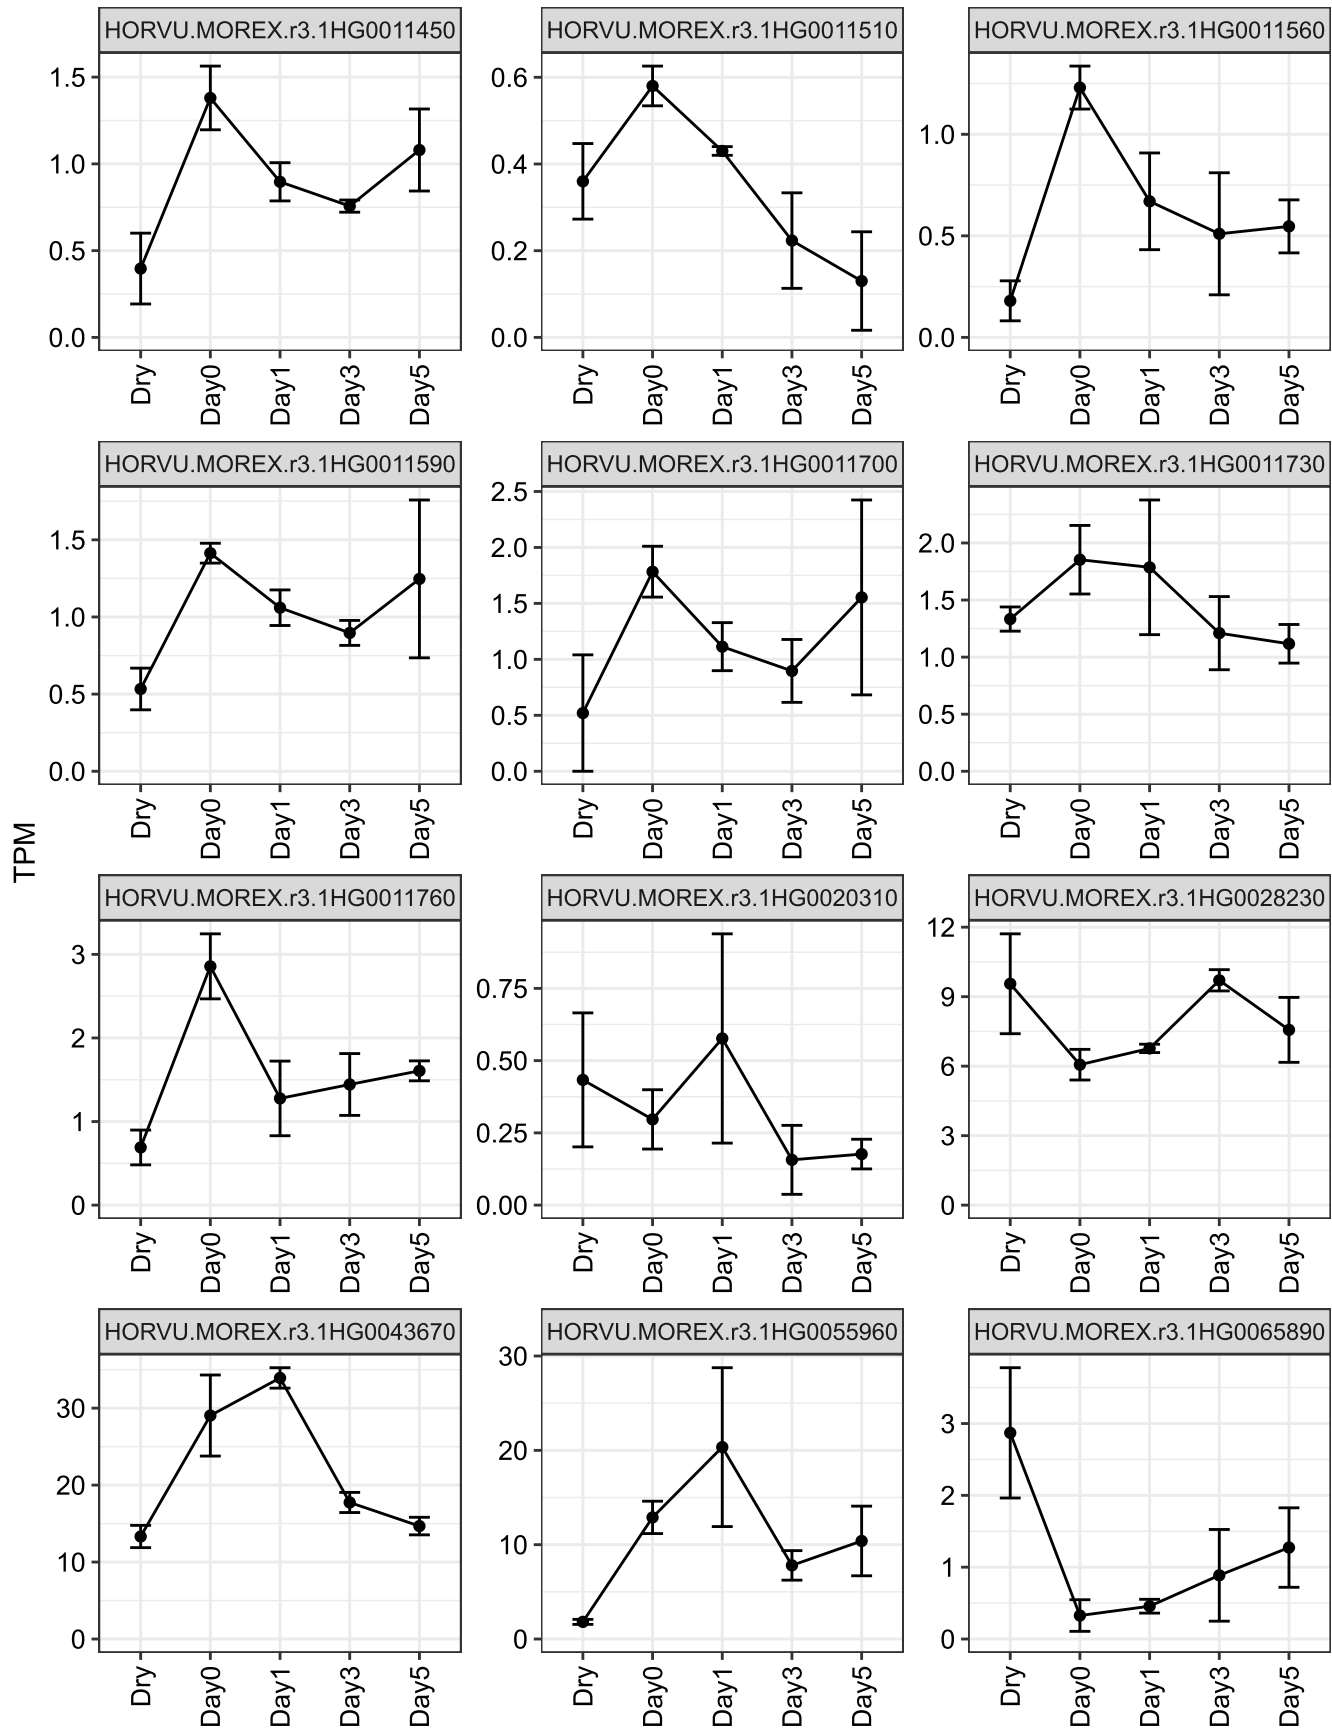 TPM
HORVU.MOREX.r3.1HG0011450
1.5
1.0
0.5
0.0
Dry
Day0
Day1
Day3
Day5
HORVU.MOREX.r3.1HG0011510
0.6
0.4
0.2
0.0
Dry
Day0
Day1
Day3
Day5
HORVU.MOREX.r3.1HG0011560
1.0
0.5
0.0
Dry
Day0
Day1
Day3
Day5
HORVU.MOREX.r3.1HG0011590
1.5
1.0
0.5
0.0
Dry
Day0
Day1
Day3
Day5
HORVU.MOREX.r3.1HG0011700
2.5
2.0
1.5
1.0
0.5
0.0
Dry
Day0
Day1
Day3
Day5
HORVU.MOREX.r3.1HG0011730
2.0
1.5
1.0
0.5
0.0
Dry
Day0
Day1
Day3
Day5
HORVU.MOREX.r3.1HG0011760
3
2
1
0
Dry
Day0
Day1
Day3
Day5
HORVU.MOREX.r3.1HG0020310
0.75
0.50
0.25
0.00
Dry
Day0
Day1
Day3
Day5
HORVU.MOREX.r3.1HG0028230
12
9
6
3
0
Dry
Day0
Day1
Day3
Day5
HORVU.MOREX.r3.1HG0043670
30
20
10
0
Dry
Day0
Day1
Day3
Day5
HORVU.MOREX.r3.1HG0055960
30
20
10
0
Dry
Day0
Day1
Day3
Day5
HORVU.MOREX.r3.1HG0065890
3
2
1
0
Dry
Day0
Day1
Day3
Day5